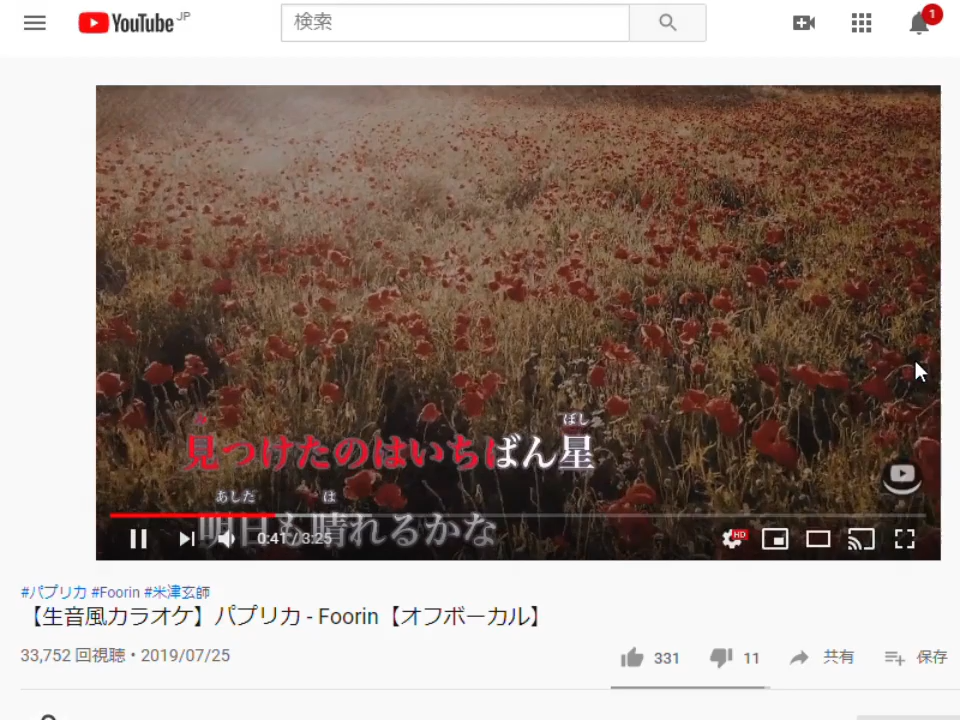 YouTube JP
検索
1
み
見つけたのはいちばん星
ぼし
あした は
明日も晴れるかな
0:41 / 3:25
HD
#パプリカ #Foorin #米津玄師
【生音風カラオケ】パプリカ - Foorin【オフボーカル】
33,752 回視聴・2019/07/25
331
11
共有
保存